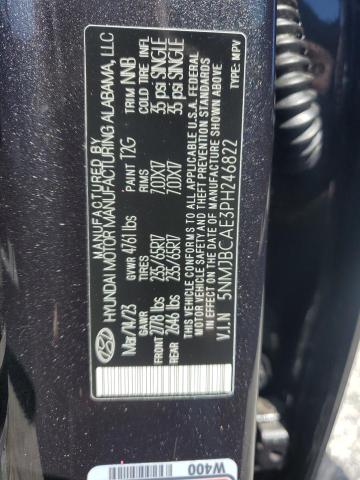 MANUFACTURED BY
HYUNDAI MOTOR MANUFACTURING ALABAMA, LLC
Mar/14/23 GVWR 4761 lbs PAINT T2G TRIM NNB
GAWR TIRES RIMS COLD TIRE INFL
FRONT 2778 lbs 235/65R17 7.0JX17 35 psi SINGLE
REAR 2646 lbs 235/65R17 7.0JX17 35 psi SINGLE
THIS VEHICLE CONFORMS TO ALL APPLICABLE U.S.A. FEDERAL
MOTOR VEHICLE SAFETY, BUMPER, AND THEFT PREVENTION STANDARDS
IN EFFECT ON THE DATE OF MANUFACTURE SHOWN ABOVE.
V.I.N 5NMJBCAE3PH246822 TYPE: MPV
W400